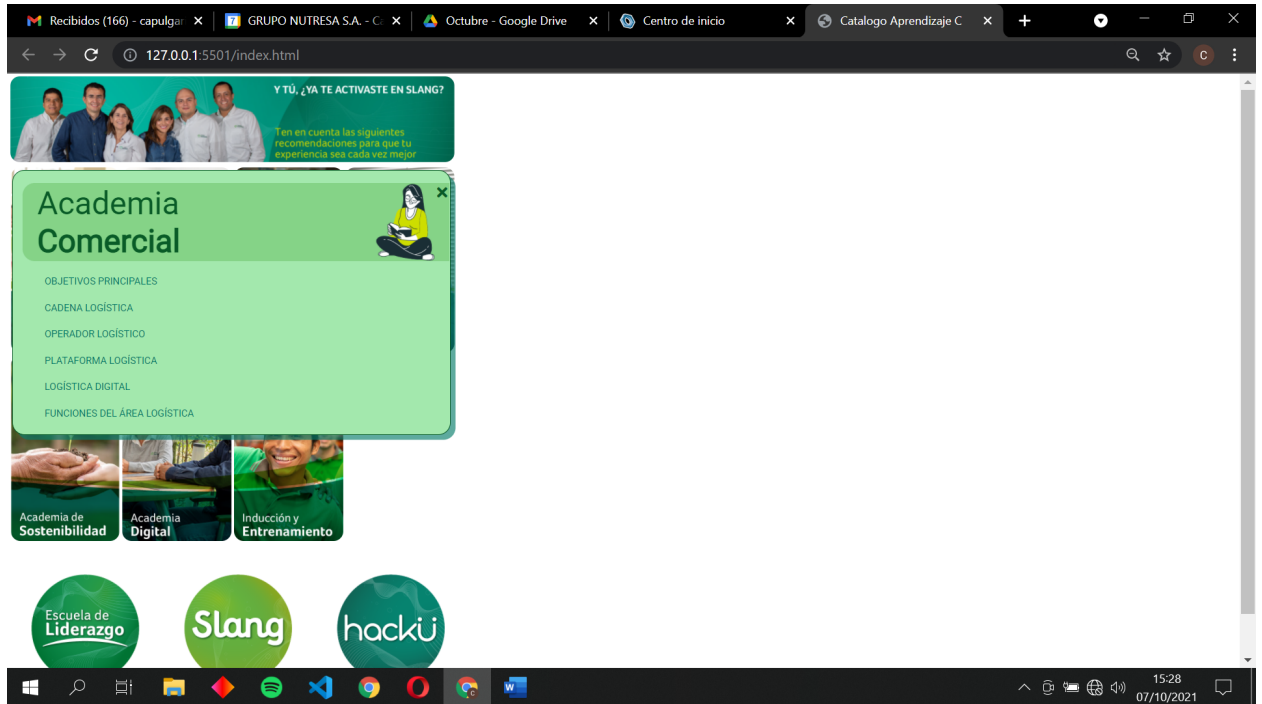 Recibidos (166) - capulgar
GRUPO NUTRESA S.A. - Ca
Octubre - Google Drive
Centro de inicio
Catalogo Aprendizaje C
127.0.0.1:5501/index.html
C
Y TÚ, ¿YA TE ACTIVASTE EN SLANG?
Ten en cuenta las siguientes
recomendaciones para que tu
experiencia sea cada vez mejor
Academia
Comercial
OBJETIVOS PRINCIPALES
CADENA LOGÍSTICA
OPERADOR LOGÍSTICO
PLATAFORMA LOGÍSTICA
LOGÍSTICA DIGITAL
FUNCIONES DEL ÁREA LOGÍSTICA
Academia de
Sostenibilidad
Academia
Digital
Inducción y
Entrenamiento
Escuela de
Liderazgo
Slang
hackÜ
15:28
07/10/2021